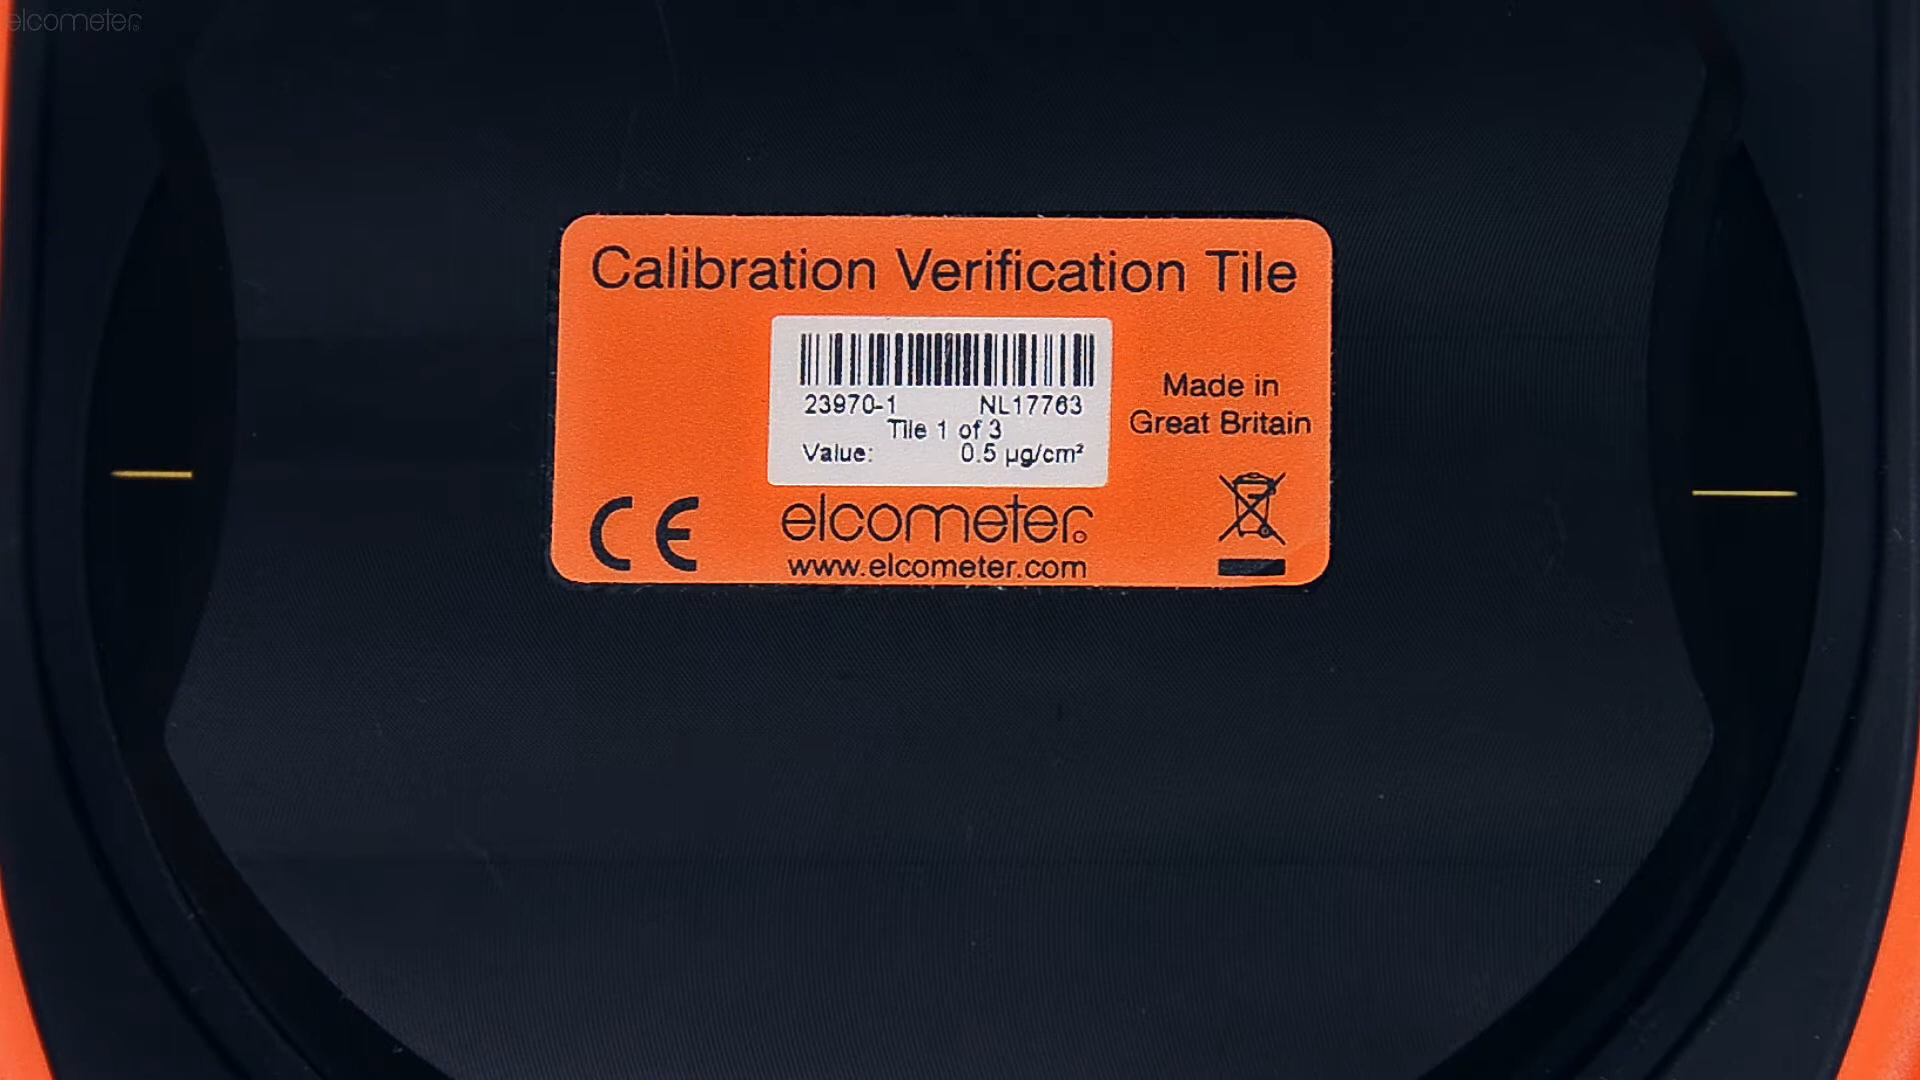 elcometer
Calibration Verification Tile
23970-1 NL17763
Tile 1 of 3
Value: 0.5 µg/cm²
Made in
Great Britain
CE
elcometer
www.elcometer.com